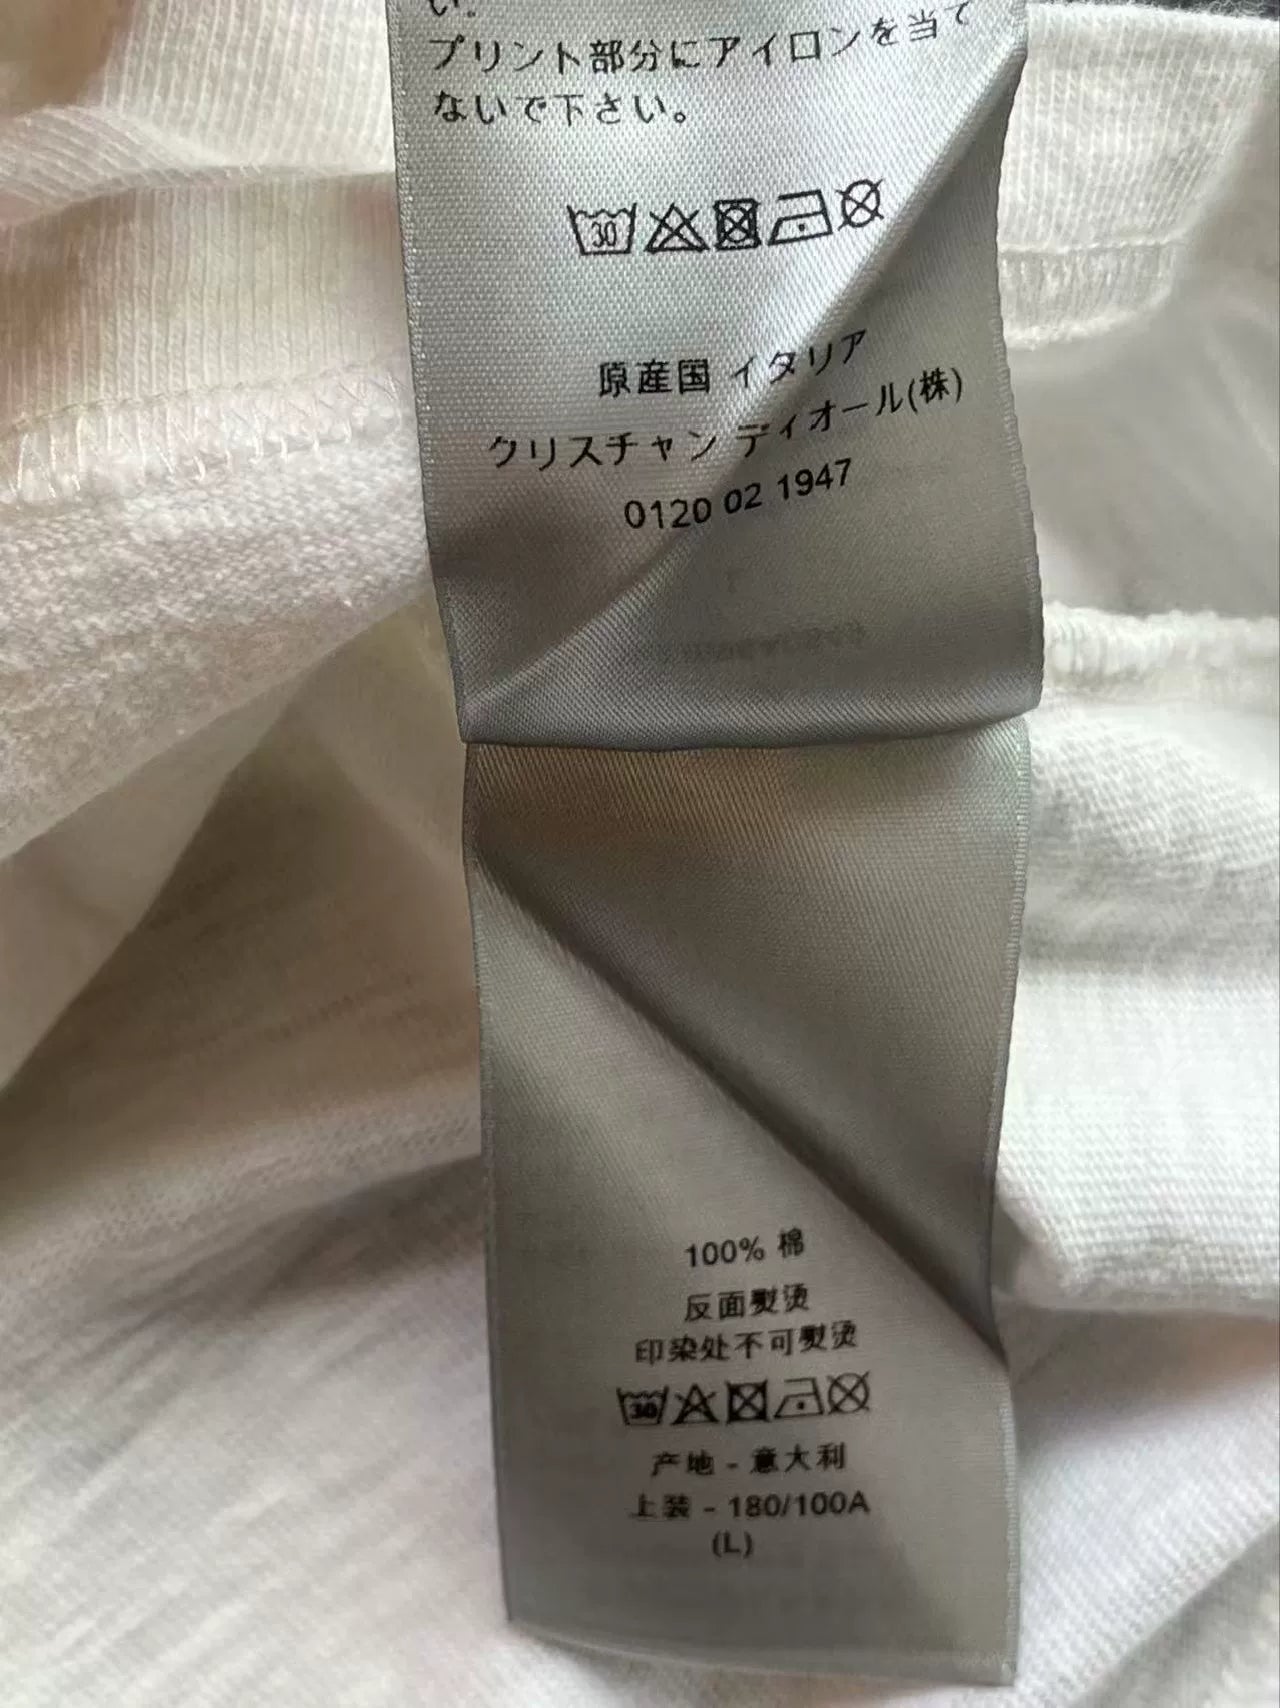 い。
プリント部分にアイロンを当て
ないで下さい。
30
原産国 イタリア
クリスチャン ディオール(株)
0120 02 1947
100% 棉
反面熨烫
印染处不可熨烫
30
产地 - 意大利
上装 - 180/100A
(L)